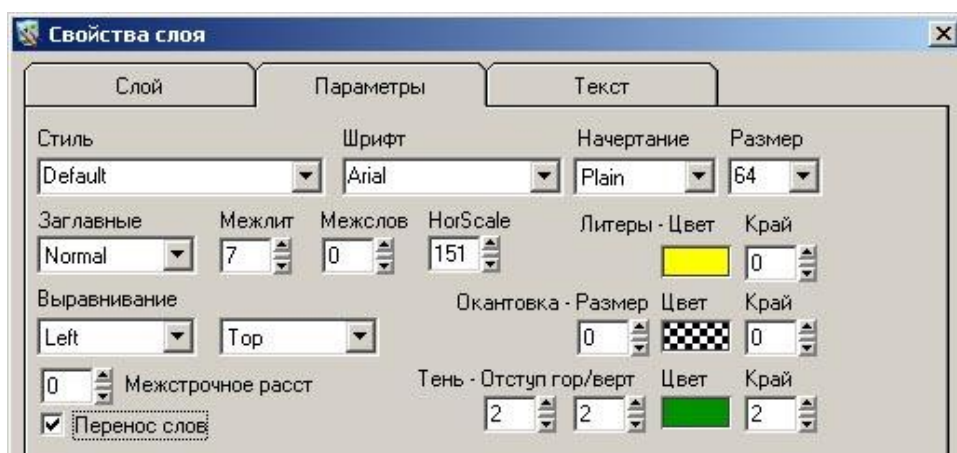 Свойства слоя
Слой Параметры Текст
Стиль Шрифт Начертание Размер
Default Arial Plain 64
Заглавные Межлит Межслов HorScale Литеры - Цвет Край
Normal 7 0 151 0
Выравнивание Окантовка - Размер Цвет Край
Left Top 0 0
0 Межстрочное расст Тень - Отступ гор/верт Цвет Край
Перенос слов 2 2 2